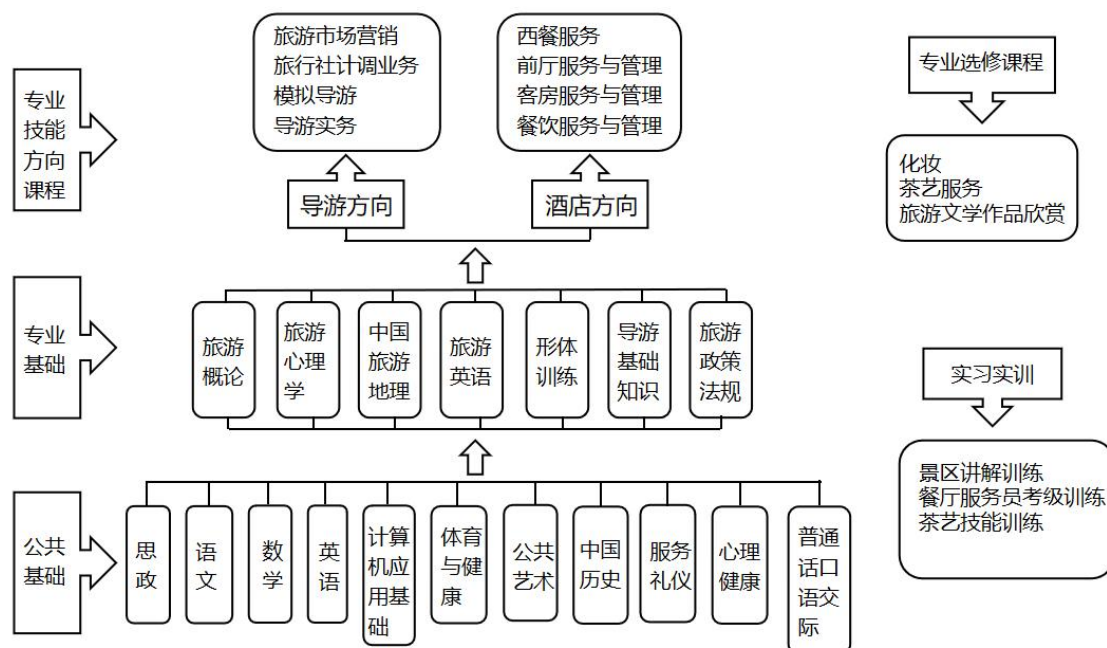 旅游市场营销
旅行社计调业务
模拟导游
导游实务
西餐服务
前厅服务与管理
客房服务与管理
餐饮服务与管理
专业选修课程
专业
技能
方向
课程
化妆
茶艺服务
旅游文学作品欣赏
导游方向
酒店方向
专业
基础
旅游
概论
旅游
心理
学
中国
旅游
地理
旅游
英语
形体
训练
导游
基础
知识
旅游
政策
法规
实习实训
景区讲解训练
餐厅服务员考级训练
茶艺技能训练
公共
基础
思
政
语
文
数
学
英
语
计算
机应
用基
础
体育
与健
康
公共
艺术
中国
历史
服务
礼仪
心理
健康
普通
话口
语交
际